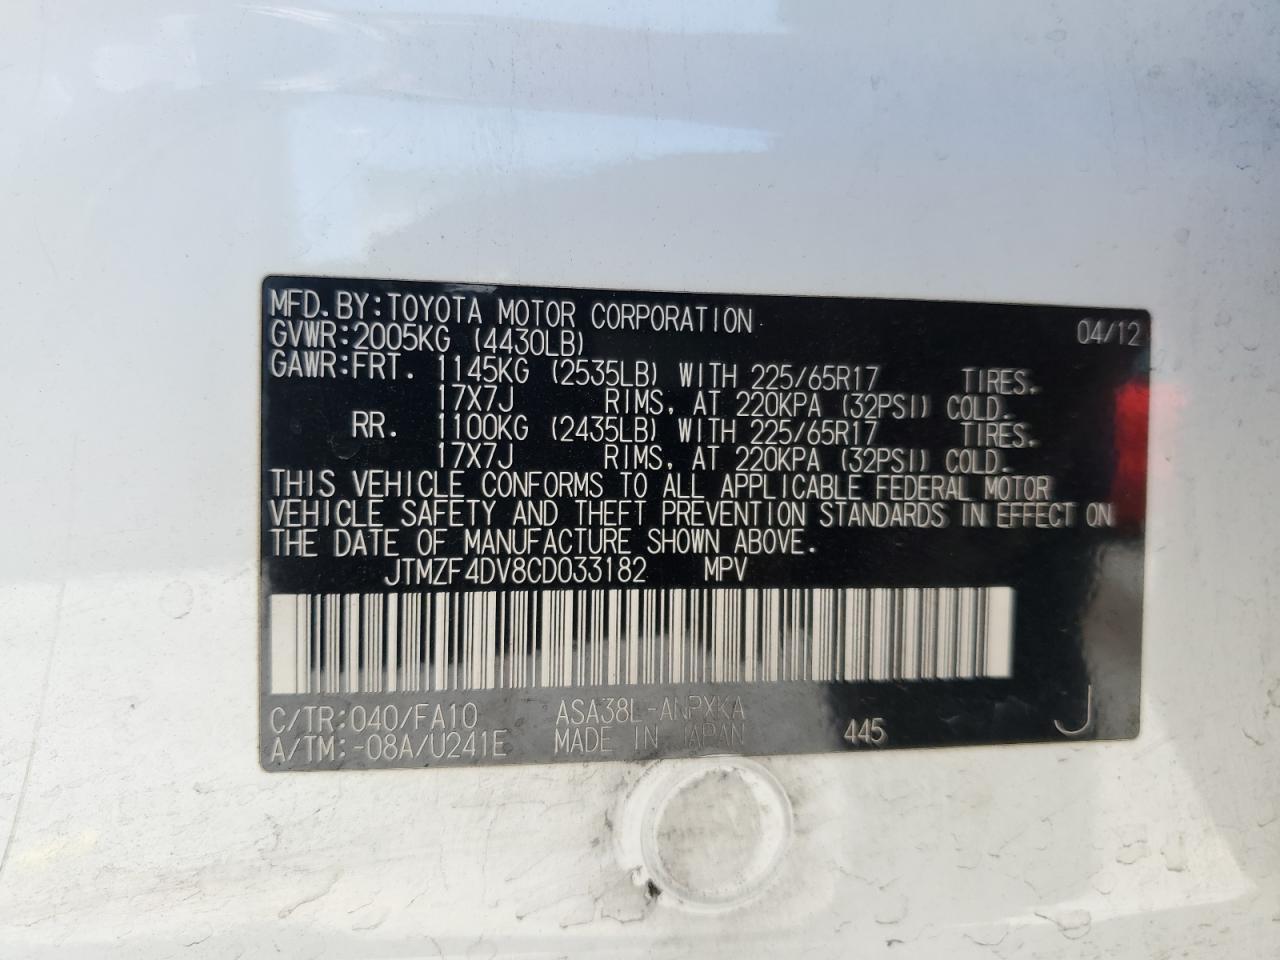 MFD.BY:TOYOTA MOTOR CORPORATION 04/12
GVWR:2005KG (4430LB)
GAWR:FRT. 1145KG (2535LB) WITH 225/65R17 TIRES,
17X7J RIMS, AT 220KPA (32PSI) COLD.
RR. 1100KG (2435LB) WITH 225/65R17 TIRES,
17X7J RIMS, AT 220KPA (32PSI) COLD.
THIS VEHICLE CONFORMS TO ALL APPLICABLE FEDERAL MOTOR
VEHICLE SAFETY AND THEFT PREVENTION STANDARDS IN EFFECT ON
THE DATE OF MANUFACTURE SHOWN ABOVE.
JTMZF4DV8CD033182 MPV
C/TR:040/FA10 ASA38L-ANPXKA J
A/TM:-08A/U241E MADE IN JAPAN 445